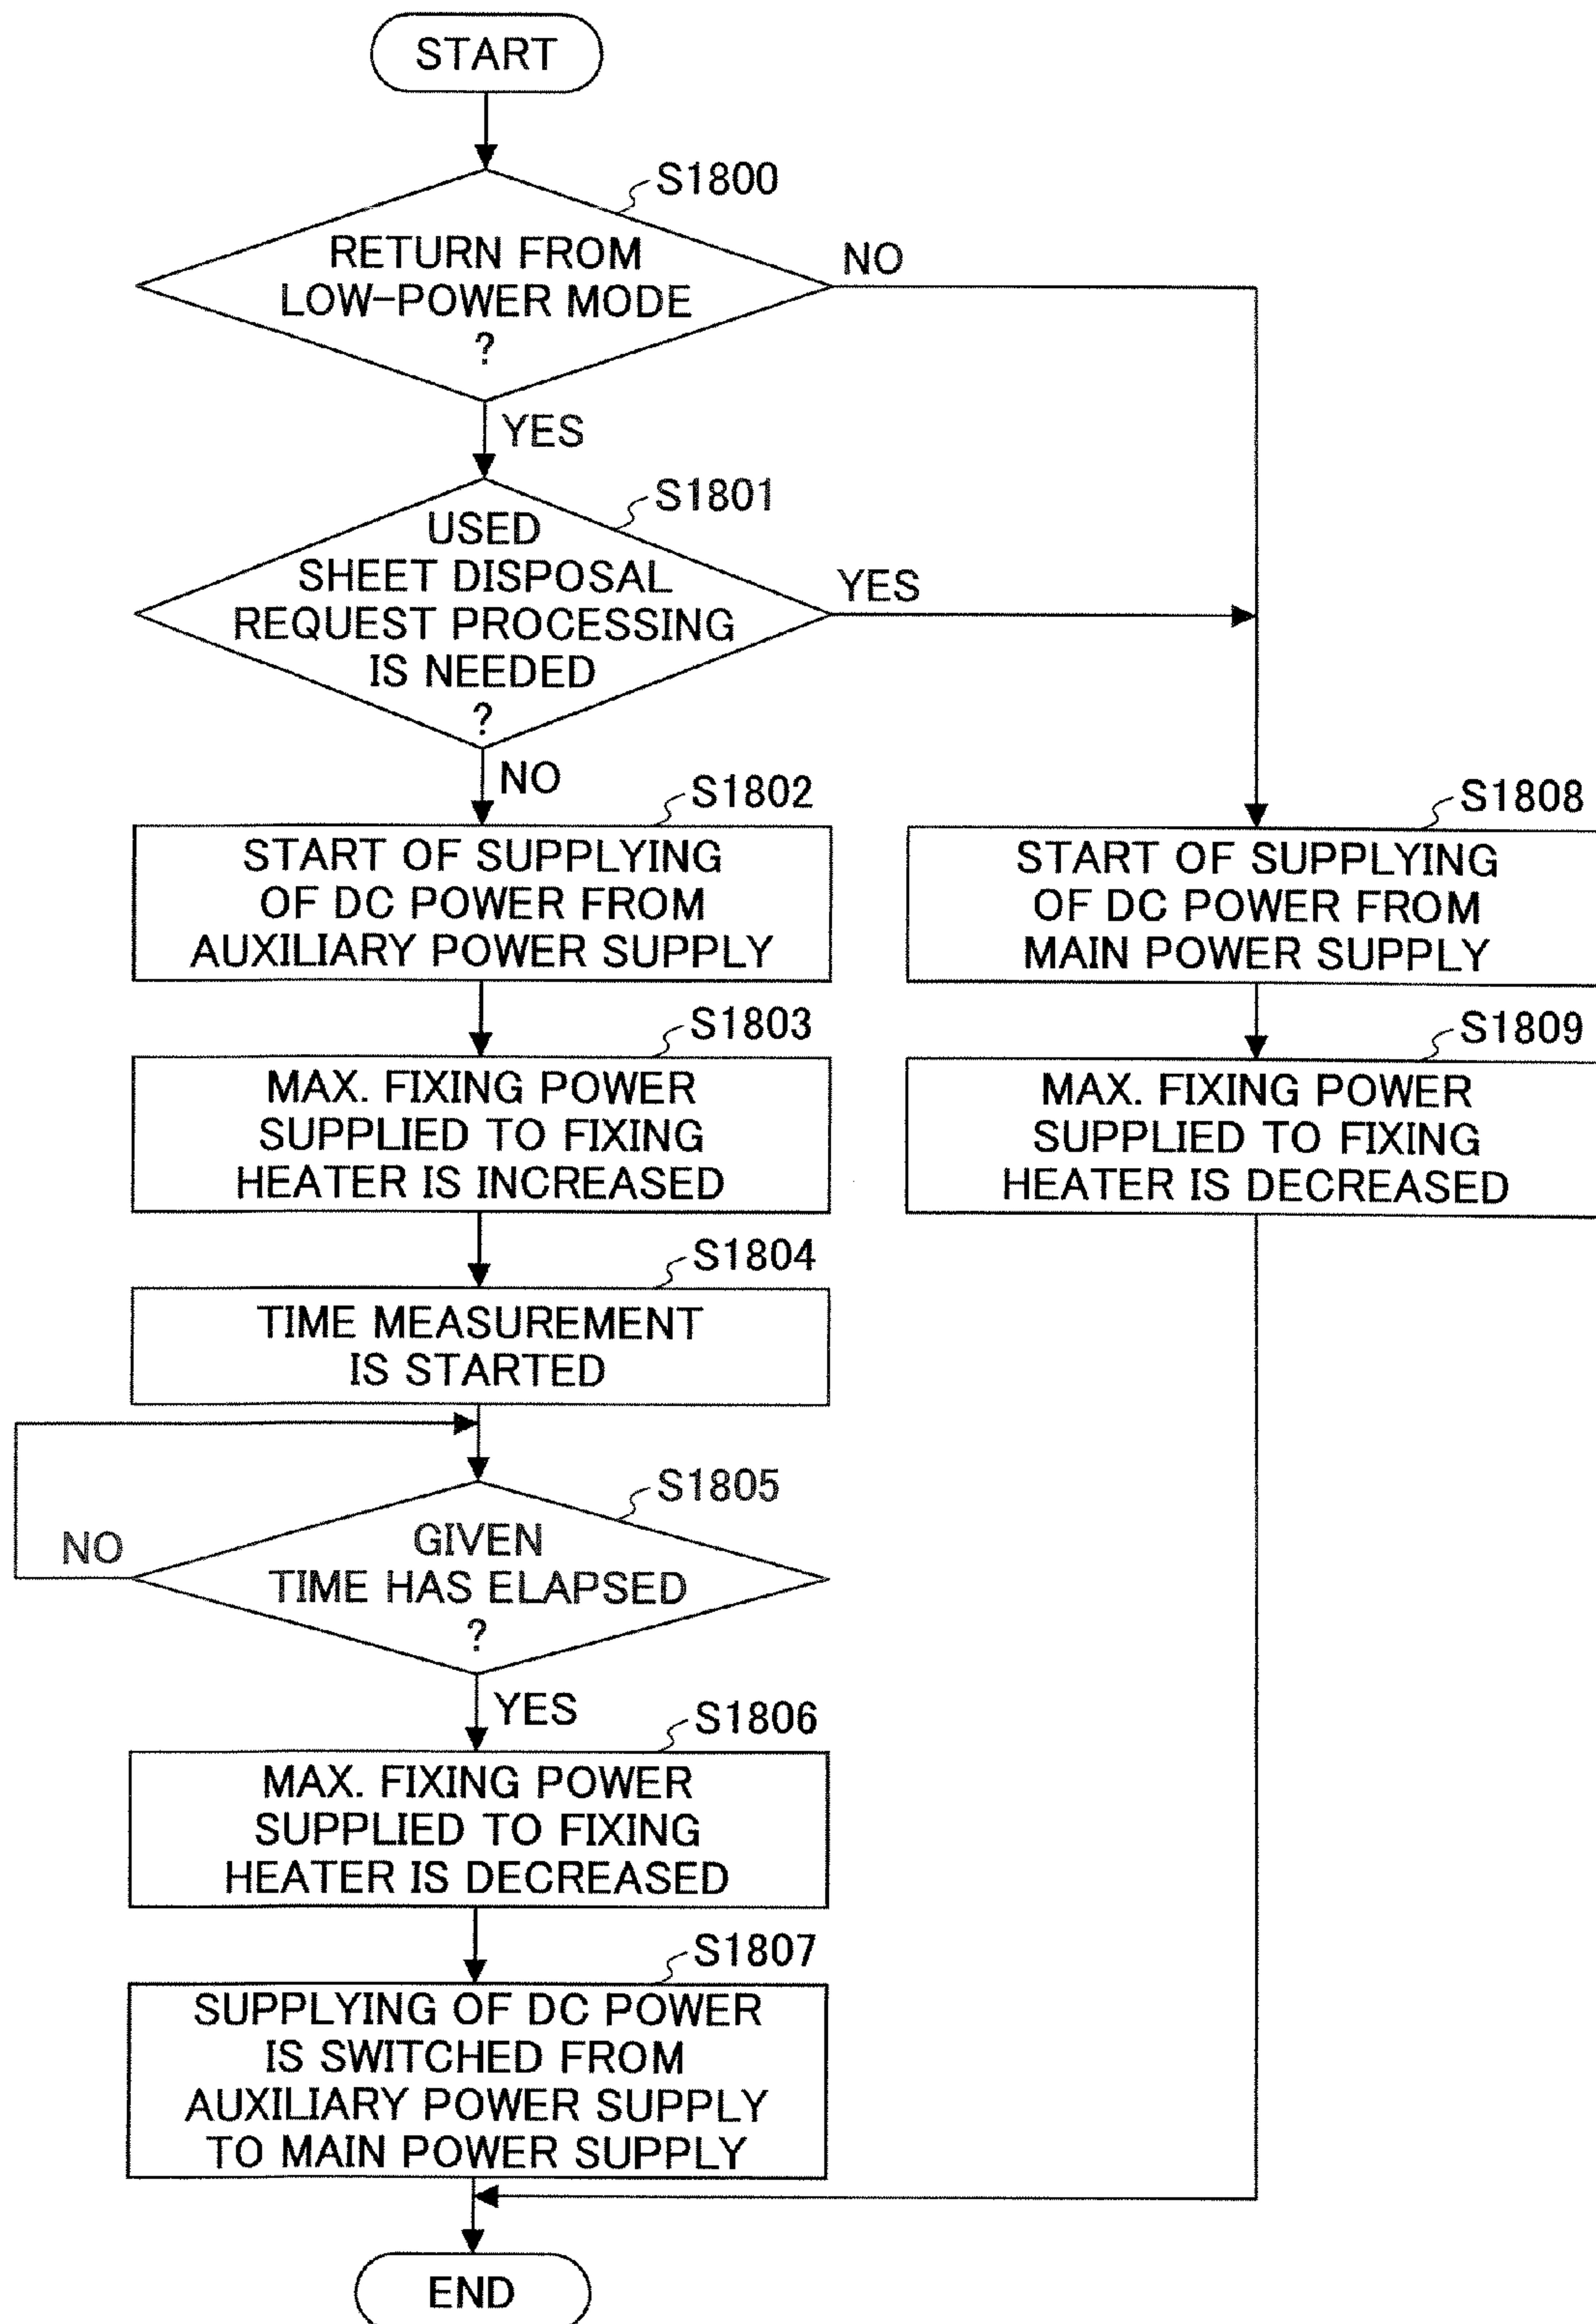 START
S1800
RETURN FROM
LOW-POWER MODE
?
NO
YES
S1801
USED
SHEET DISPOSAL
REQUEST PROCESSING
IS NEEDED
?
YES
NO
S1802
START OF SUPPLYING
OF DC POWER FROM
AUXILIARY POWER SUPPLY
S1808
START OF SUPPLYING
OF DC POWER FROM
MAIN POWER SUPPLY
S1803
MAX. FIXING POWER
SUPPLIED TO FIXING
HEATER IS INCREASED
S1809
MAX. FIXING POWER
SUPPLIED TO FIXING
HEATER IS DECREASED
S1804
TIME MEASUREMENT
IS STARTED
S1805
GIVEN
TIME HAS ELAPSED
?
NO
YES
S1806
MAX. FIXING POWER
SUPPLIED TO FIXING
HEATER IS DECREASED
S1807
SUPPLYING OF DC POWER
IS SWITCHED FROM
AUXILIARY POWER SUPPLY
TO MAIN POWER SUPPLY
END